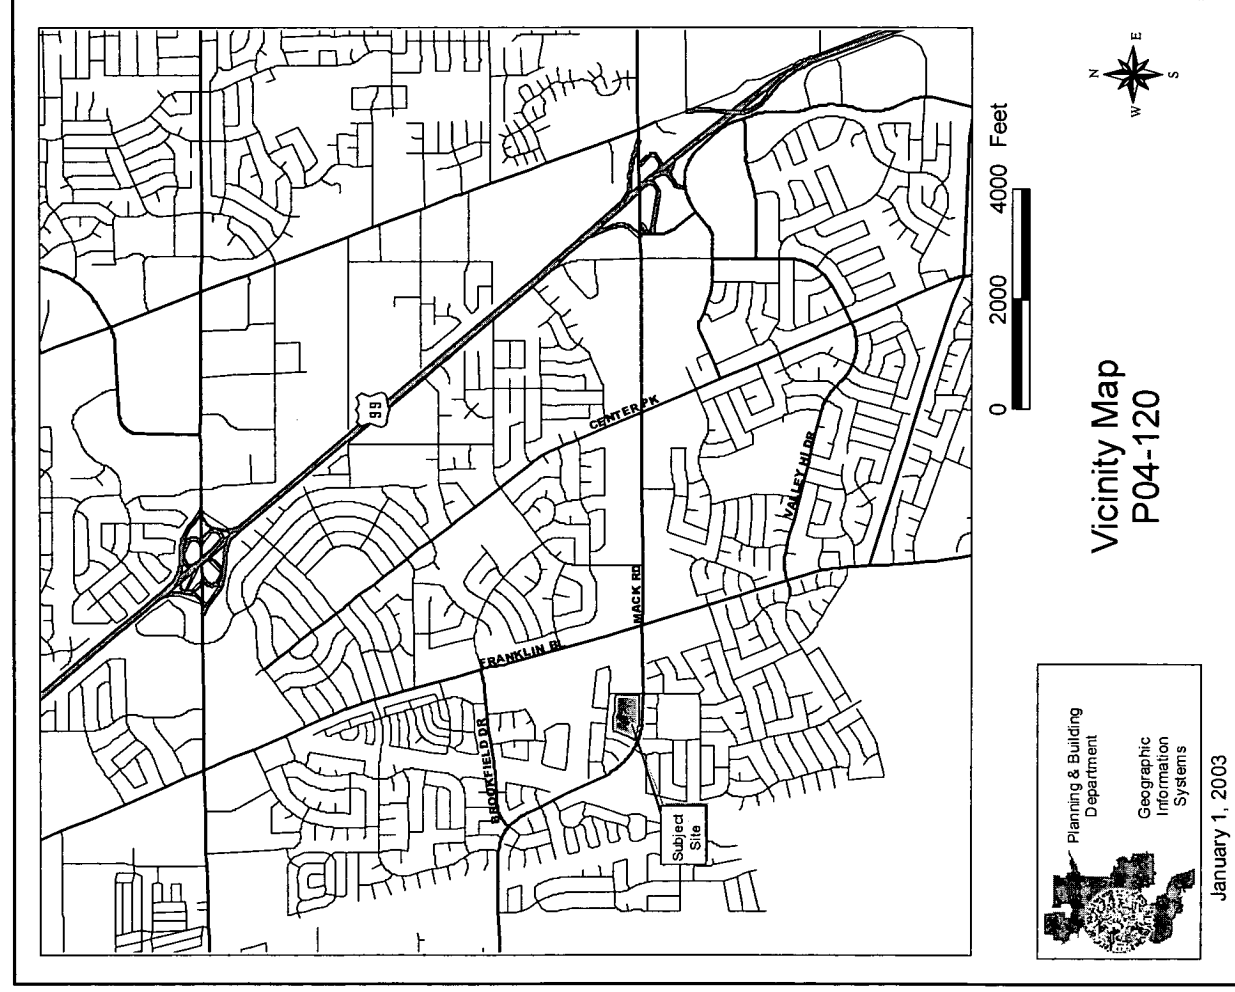 99
CENTER PK
VALLEY HI DR
MACK RD
FRANKLIN BL
BROOKFIELD DR
Subject
Site
N
W
E
S
0
2000
4000
Feet
Vicinity Map
P04-120
Planning & Building
Department
Geographic
Information
Systems
January 1, 2003